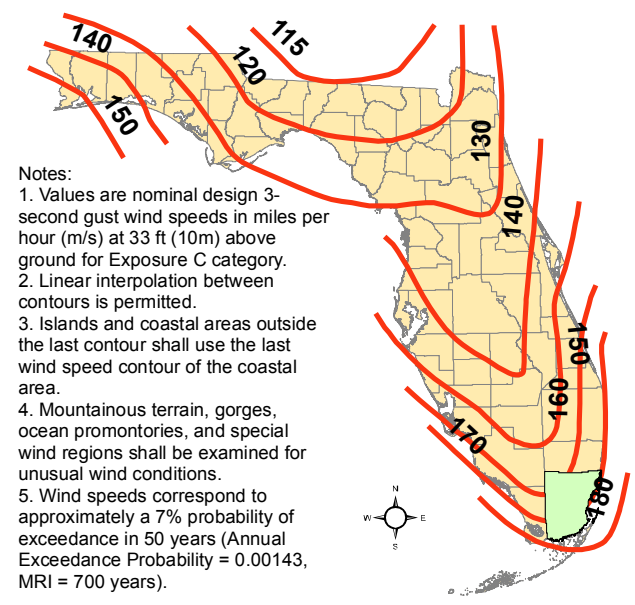 115
140
120
150
130
Notes:
1. Values are nominal design 3-
second gust wind speeds in miles per
hour (m/s) at 33 ft (10m) above
ground for Exposure C category.
2. Linear interpolation between
contours is permitted.
3. Islands and coastal areas outside
the last contour shall use the last
wind speed contour of the coastal
area.
4. Mountainous terrain, gorges,
ocean promontories, and special
wind regions shall be examined for
unusual wind conditions.
5. Wind speeds correspond to
approximately a 7% probability of
exceedance in 50 years (Annual
Exceedance Probability = 0.00143,
MRI = 700 years).
140
150
160
170
180
N
W E
S